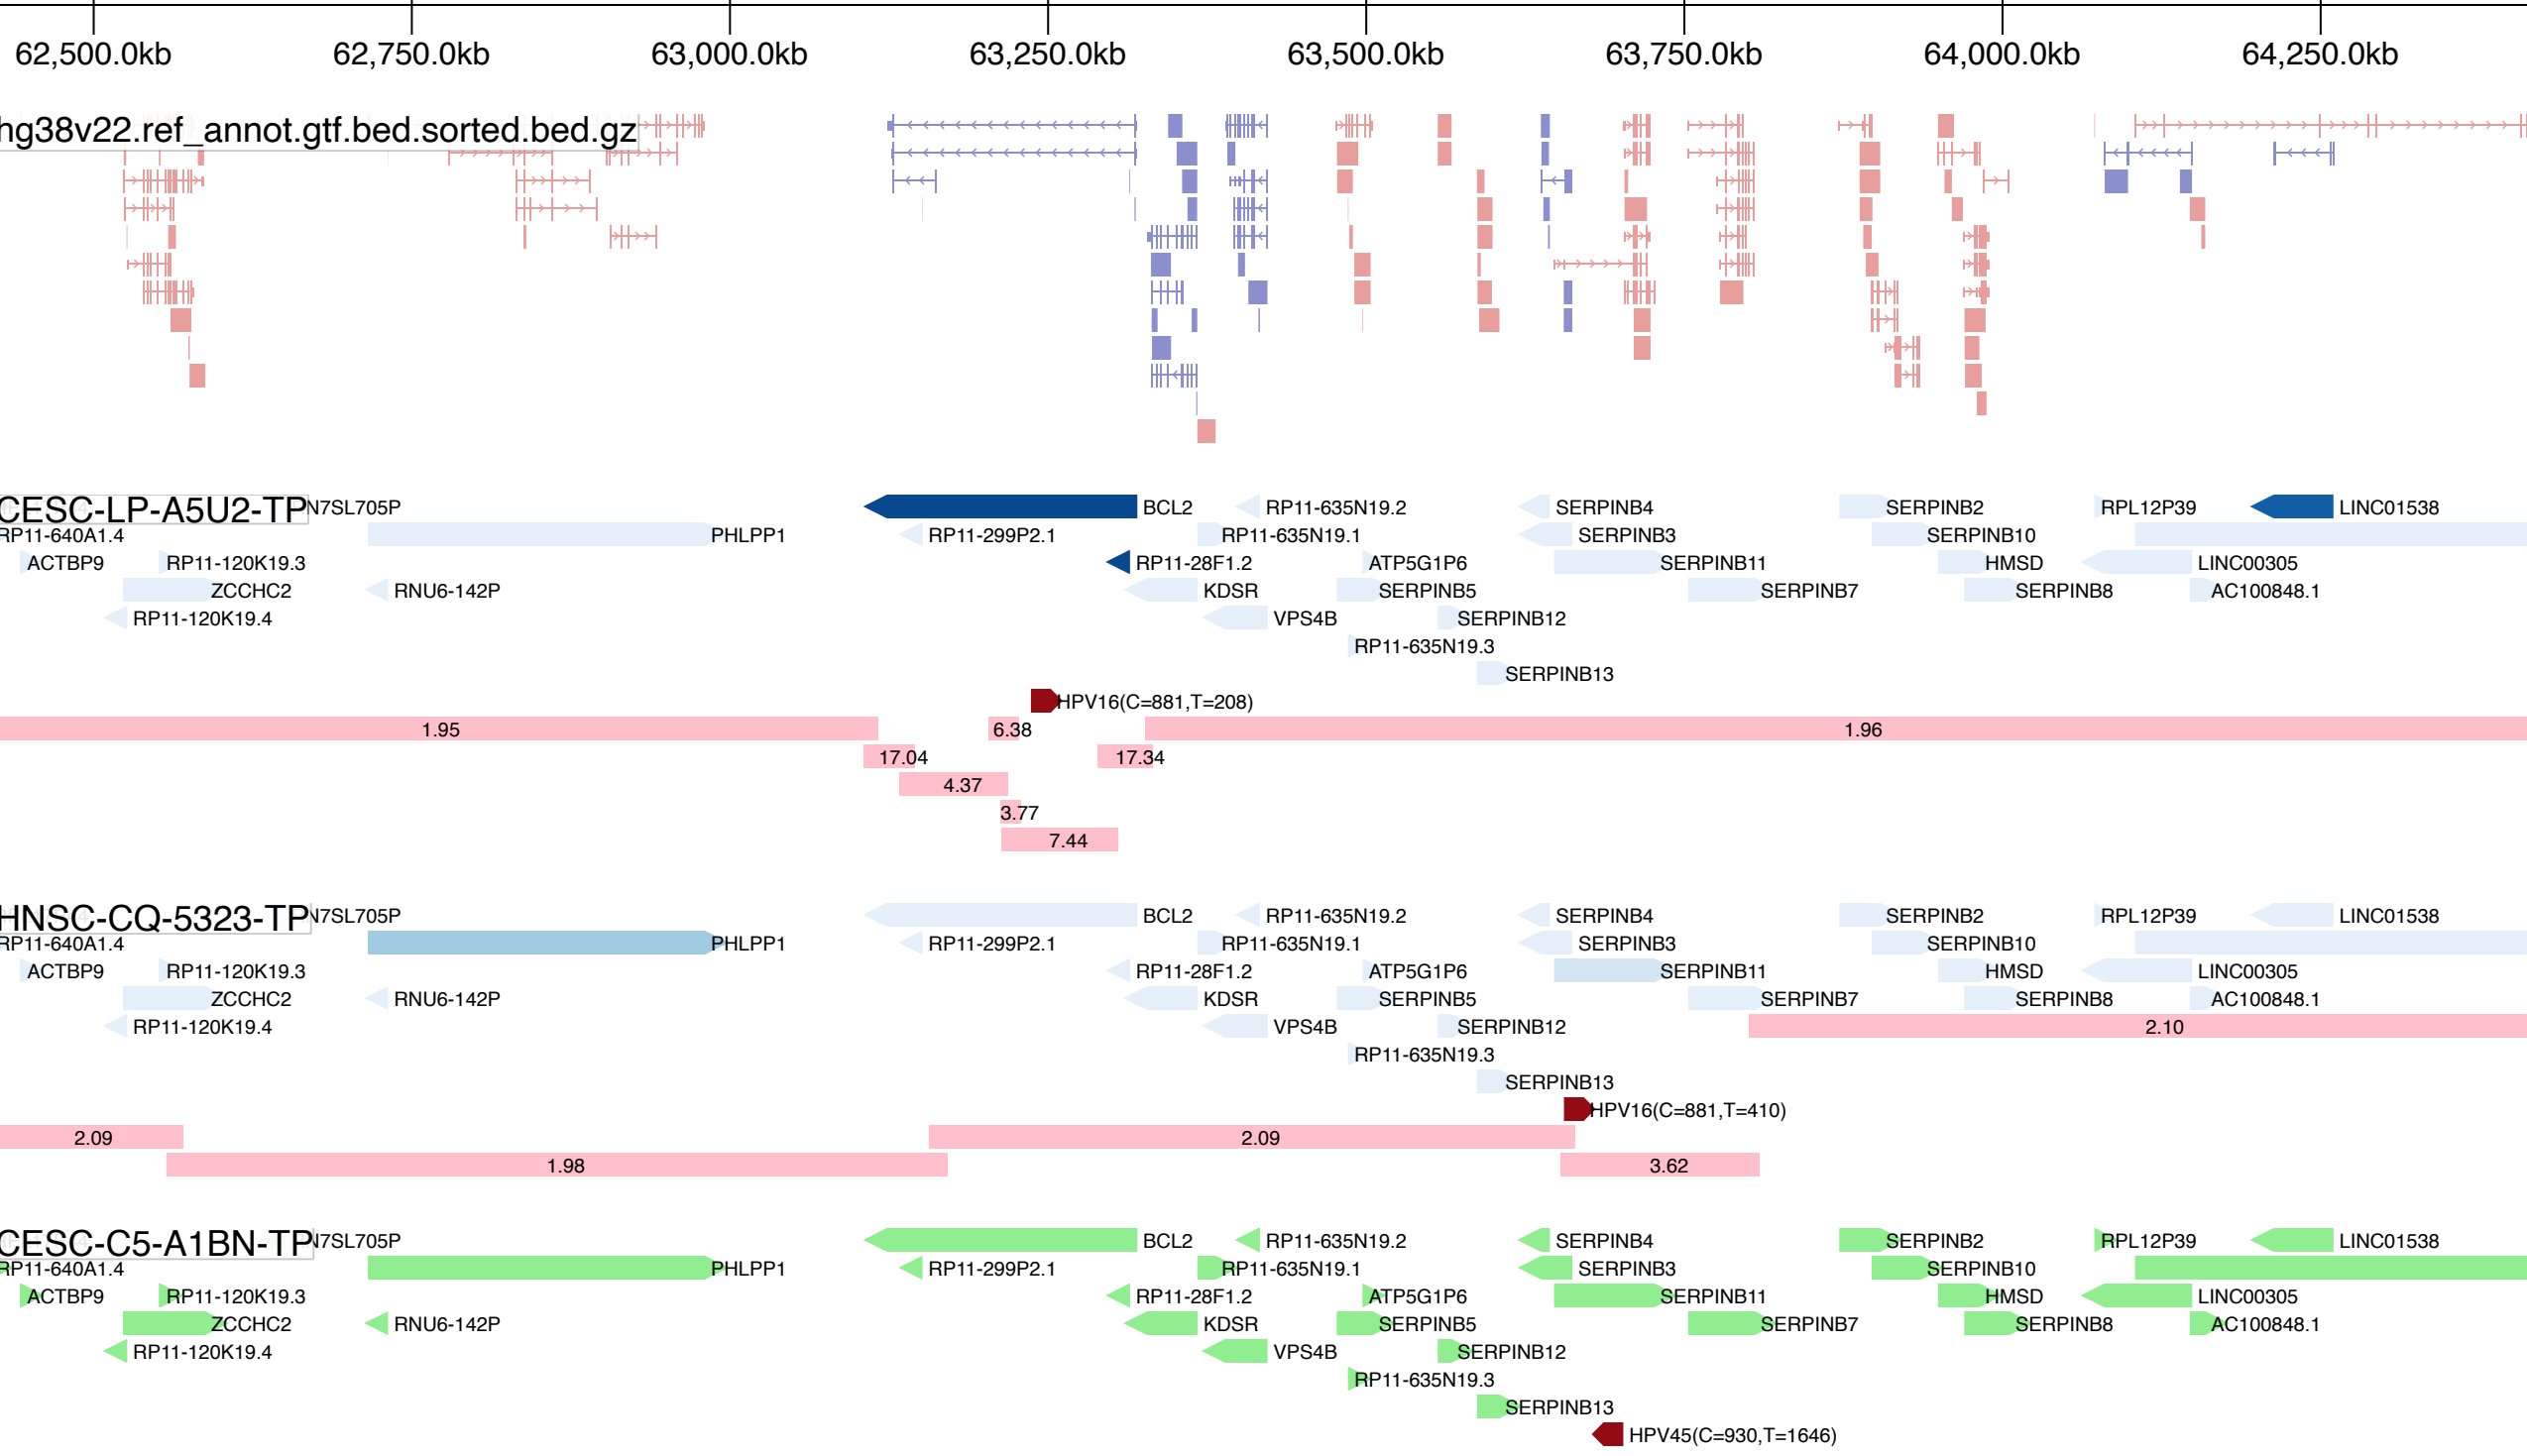 62,500.0kb 62,750.0kb 63,000.0kb 63,250.0kb 63,500.0kb 63,750.0kb 64,000.0kb 64,250.0kb
hg38v22.ref_annot.gtf.bed.sorted.bed.gz
CESC-LP-A5U2-TP N7SL705P BCL2 RP11-635N19.2 SERPINB4 SERPINB2 RPL12P39 LINC01538
RP11-640A1.4 PHLPP1 RP11-299P2.1 RP11-635N19.1 SERPINB3 SERPINB10
ACTBP9 RP11-120K19.3 RP11-28F1.2 ATP5G1P6 SERPINB11 HMSD LINC00305
ZCCHC2 RNU6-142P KDSR SERPINB5 SERPINB7 SERPINB8 AC100848.1
RP11-120K19.4 VPS4B SERPINB12
RP11-635N19.3
SERPINB13
HPV16(C=881,T=208)
1.95 6.38 1.96
17.04 17.34
4.37
3.77
7.44
HNSC-CQ-5323-TP N7SL705P BCL2 RP11-635N19.2 SERPINB4 SERPINB2 RPL12P39 LINC01538
RP11-640A1.4 PHLPP1 RP11-299P2.1 RP11-635N19.1 SERPINB3 SERPINB10
ACTBP9 RP11-120K19.3 RP11-28F1.2 ATP5G1P6 SERPINB11 HMSD LINC00305
ZCCHC2 RNU6-142P KDSR SERPINB5 SERPINB7 SERPINB8 AC100848.1
RP11-120K19.4 VPS4B SERPINB12 2.10
RP11-635N19.3
SERPINB13
HPV16(C=881,T=410)
2.09 2.09
1.98 3.62
CESC-C5-A1BN-TP N7SL705P BCL2 RP11-635N19.2 SERPINB4 SERPINB2 RPL12P39 LINC01538
RP11-640A1.4 PHLPP1 RP11-299P2.1 RP11-635N19.1 SERPINB3 SERPINB10
ACTBP9 RP11-120K19.3 RP11-28F1.2 ATP5G1P6 SERPINB11 HMSD LINC00305
ZCCHC2 RNU6-142P KDSR SERPINB5 SERPINB7 SERPINB8 AC100848.1
RP11-120K19.4 VPS4B SERPINB12
RP11-635N19.3
SERPINB13
HPV45(C=930,T=1646)